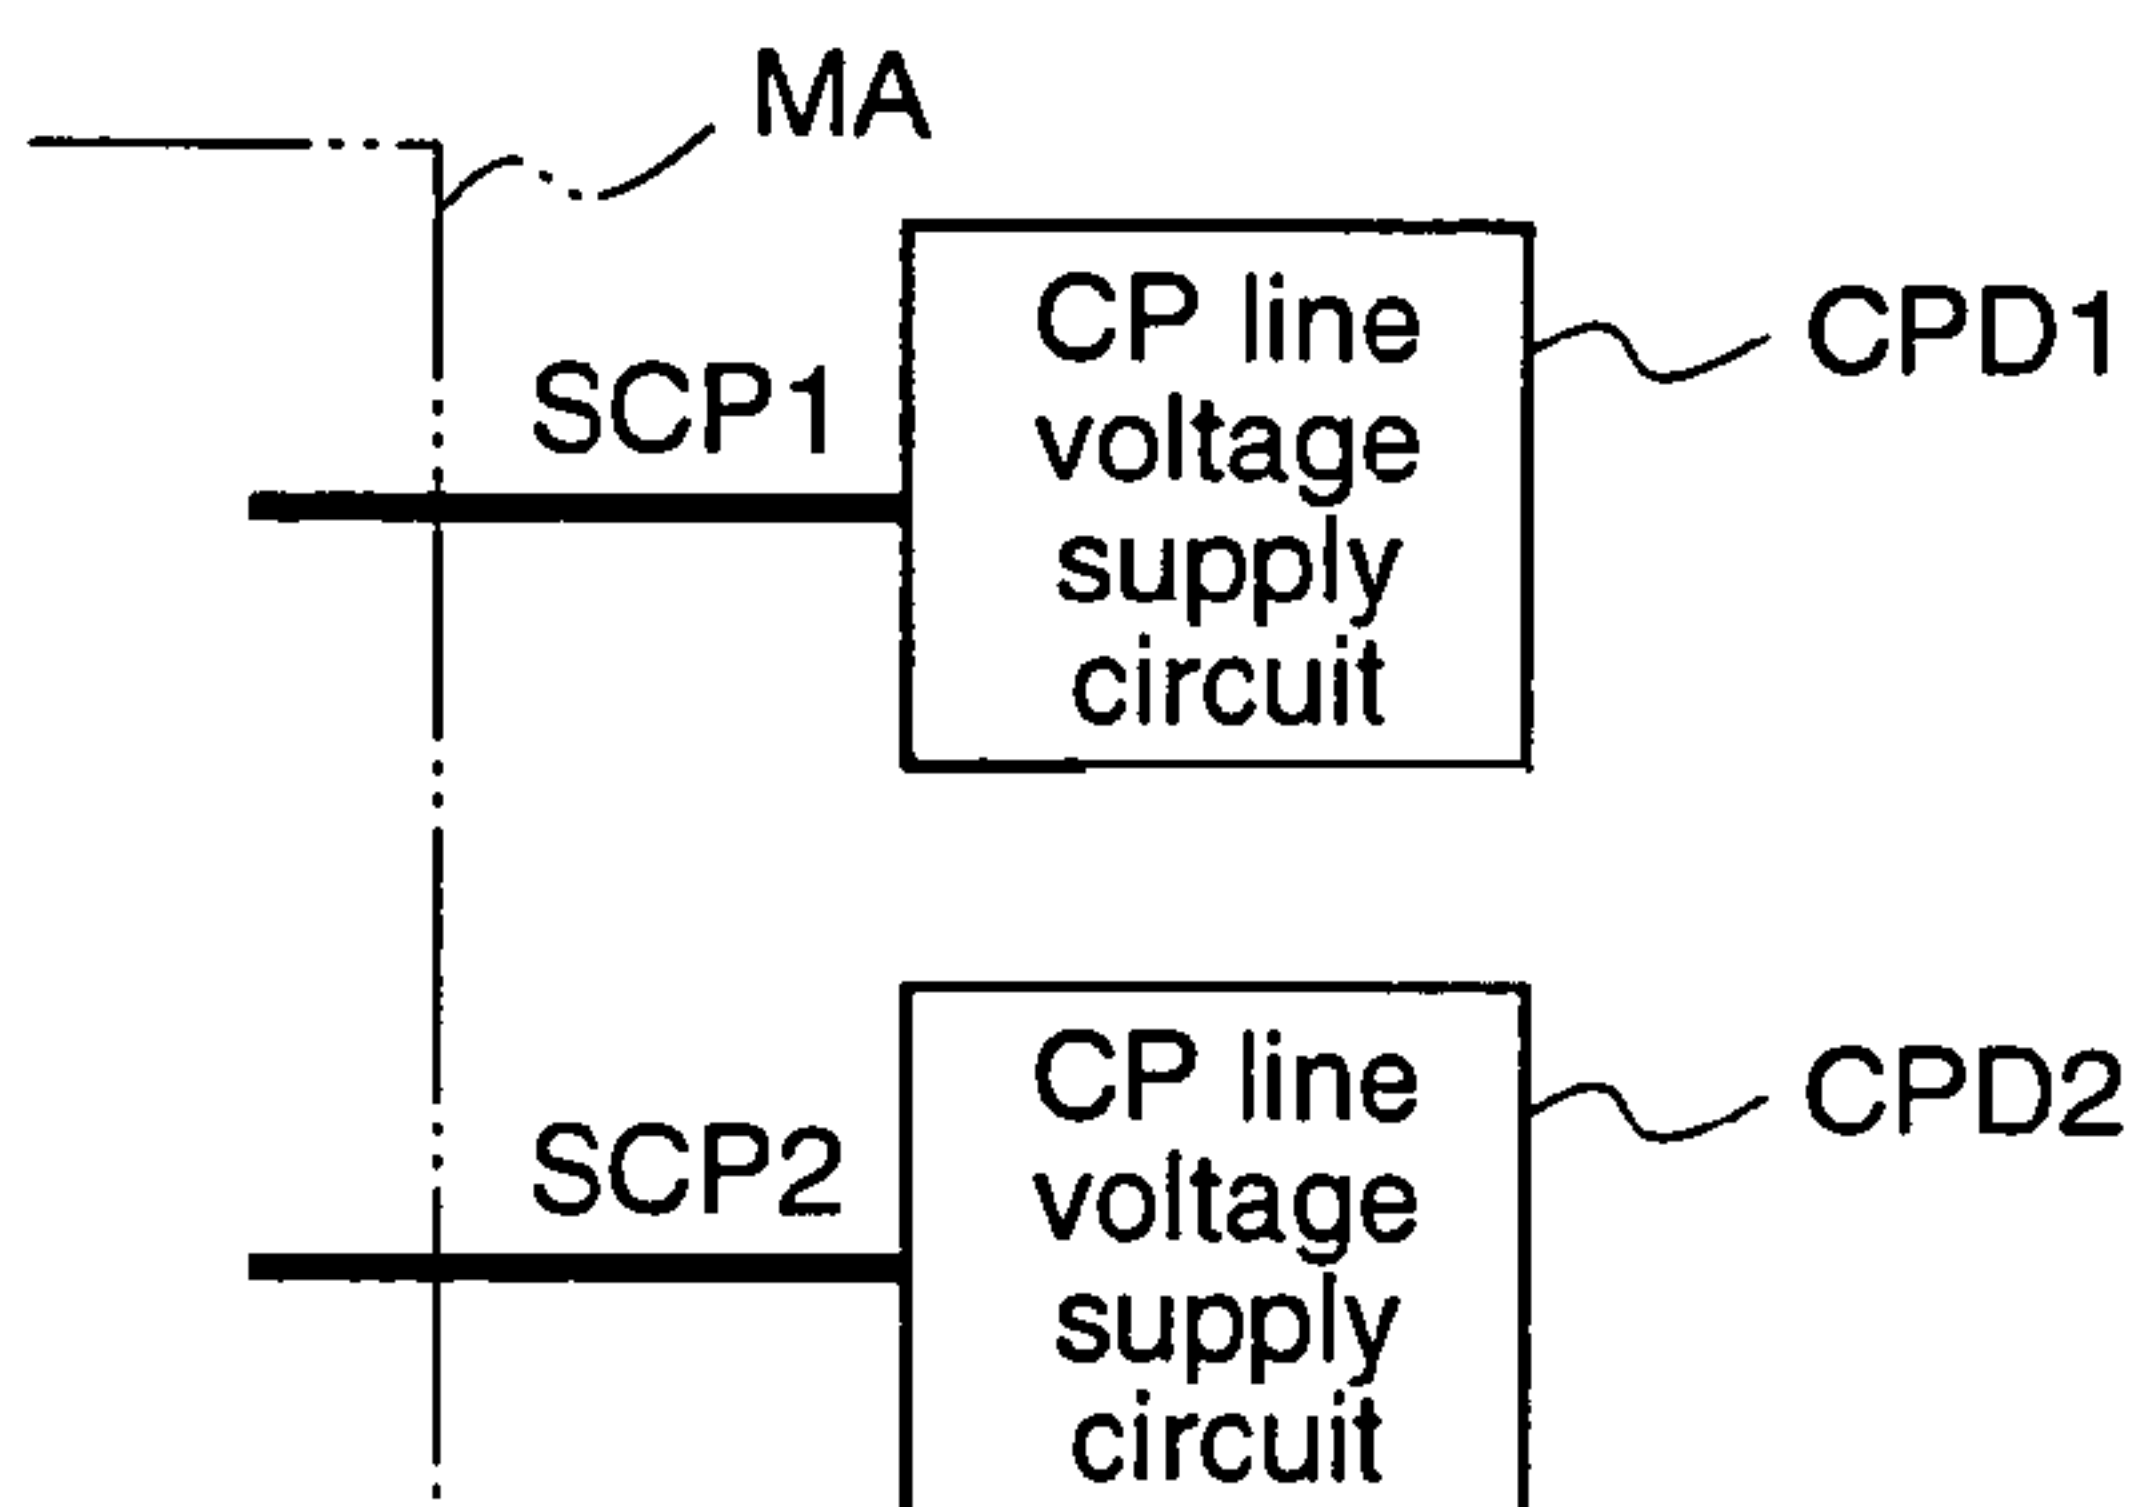 MA
SCP1
CP line
voltage
supply
circuit
CPD1
SCP2
CP line
voltage
supply
circuit
CPD2